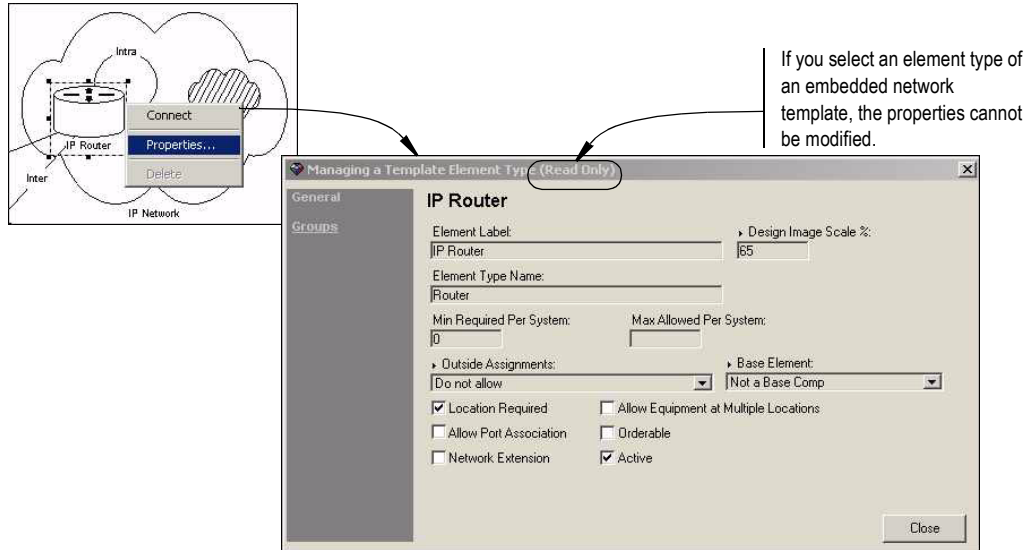 Intra
IP Router
Inter
IP Network
Connect
Properties...
Delete
If you select an element type of
an embedded network
template, the properties cannot
be modified.
Managing a Template Element Type (Read Only)
General
Groups
IP Router
Element Label:
IP Router
Design Image Scale %:
65
Element Type Name:
Router
Min Required Per System:
0
Max Allowed Per System:
Outside Assignments:
Do not allow
Base Element:
Not a Base Comp
Location Required
Allow Equipment at Multiple Locations
Allow Port Association
Orderable
Network Extension
Active
Close